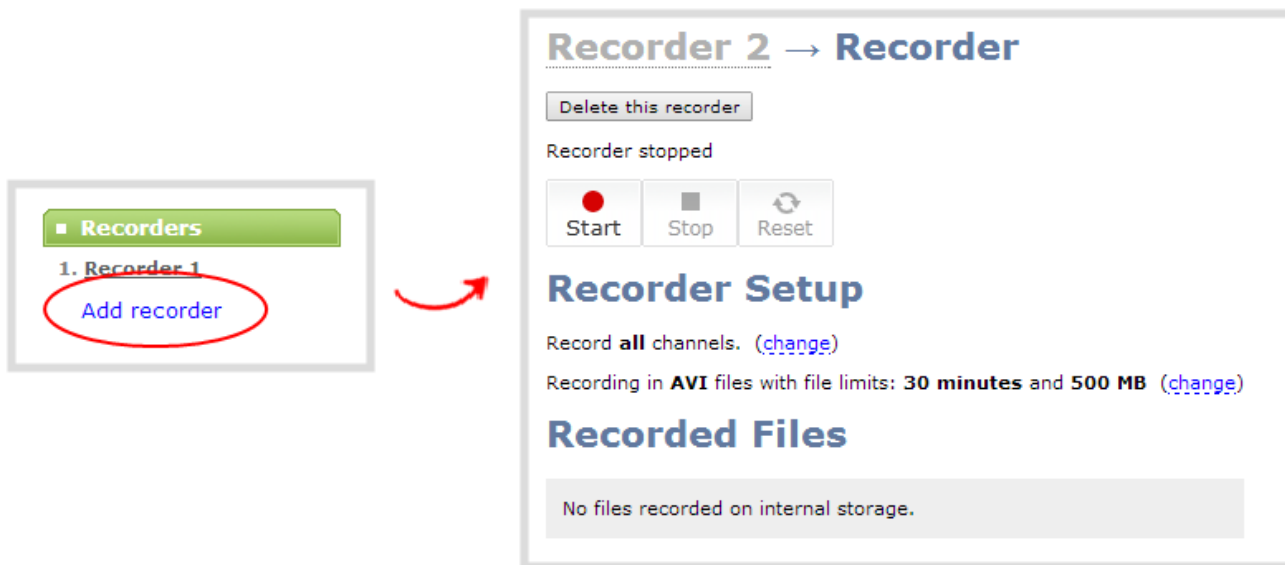 Recorders
1. Recorder 1
Add recorder
Recorder 2 → Recorder
Delete this recorder
Recorder stopped
Start Stop Reset
Recorder Setup
Record all channels. (change)
Recording in AVI files with file limits: 30 minutes and 500 MB (change)
Recorded Files
No files recorded on internal storage.